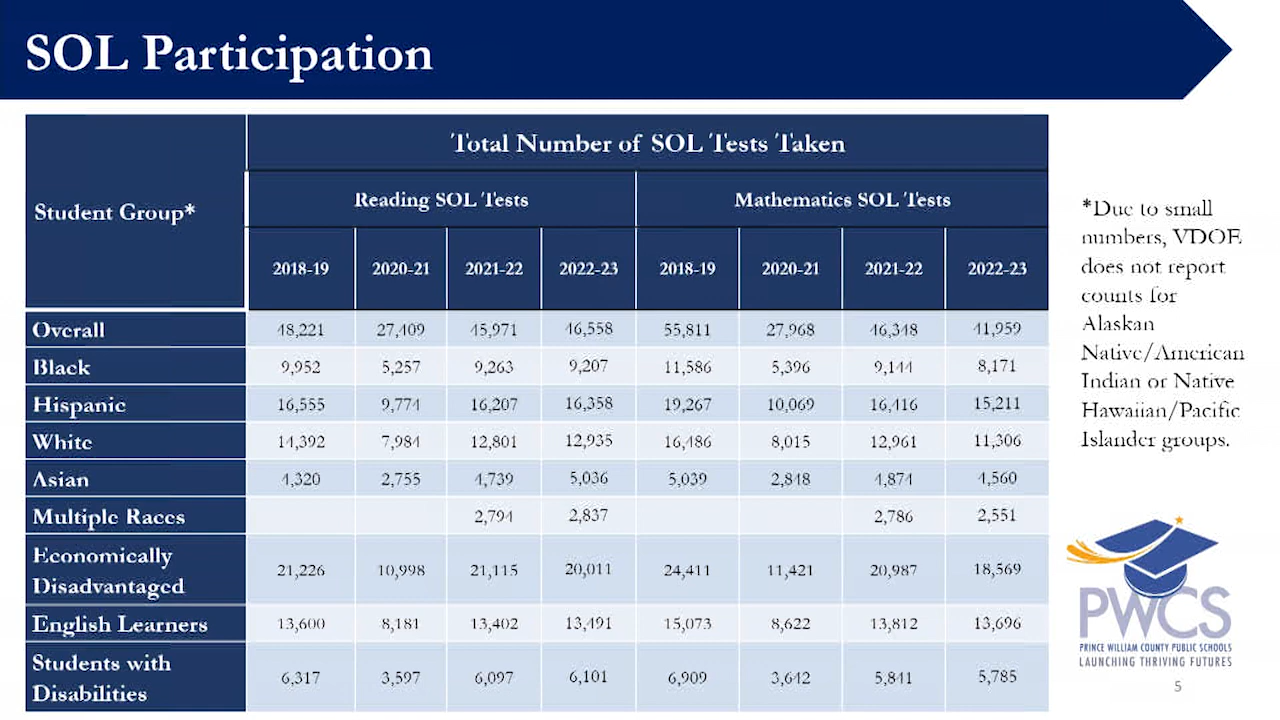 SOL Participation
Student Group*
Total Number of SOL Tests Taken
Reading SOL Tests Mathematics SOL Tests
2018-19 2020-21 2021-22 2022-23 2018-19 2020-21 2021-22 2022-23
Overall 48,221 27,409 45,971 46,558 55,811 27,968 46,348 41,959
Black 9,952 5,257 9,263 9,207 11,586 5,396 9,144 8,171
Hispanic 16,555 9,774 16,207 16,358 19,267 10,069 16,416 15,211
White 14,392 7,984 12,801 12,935 16,486 8,015 12,961 11,306
Asian 4,320 2,755 4,739 5,036 5,039 2,848 4,874 4,560
Multiple Races 2,794 2,837 2,786 2,551
Economically
Disadvantaged 21,226 10,998 21,115 20,011 24,411 11,421 20,987 18,569
English Learners 13,600 8,181 13,402 13,491 15,073 8,622 13,812 13,696
Students with
Disabilities 6,317 3,597 6,097 6,101 6,909 3,642 5,841 5,785
*Due to small
numbers, VDOE
does not report
counts for
Alaskan
Native/American
Indian or Native
Hawaiian/Pacific
Islander groups.
PWCS
PRINCE WILLIAM COUNTY PUBLIC SCHOOLS
LAUNCHING THRIVING FUTURES
5